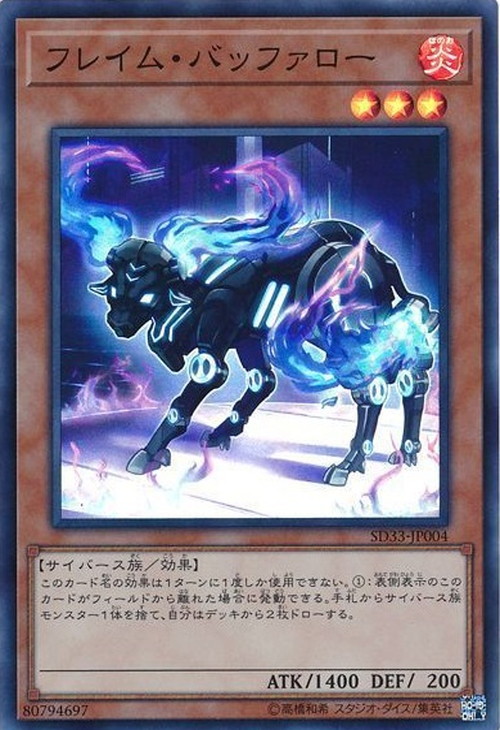 フレイム・バッファロー
炎
SD33-JP004
【サイバース族／効果】
このカード名の効果は1ターンに1度しか使用できない。①：表側表示のこ
のカードがフィールドから離れた場合に発動できる。手札からサイバース族
モンスター1体を捨て、自分はデッキから2枚ドローする。
ATK/1400 DEF/ 200
80794697
©高橋和希 スタジオ・ダイス/集英社